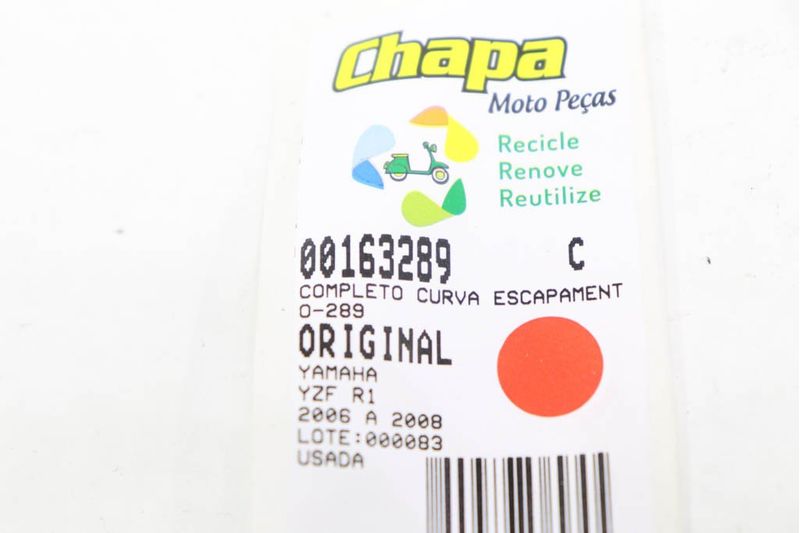 Chapa
Moto Peças
Recicle
Renove
Reutilize
00163289 C
COMPLETO CURVA ESCAPAMENT
O-289
ORIGINAL
YAMAHA
YZF R1
2006 A 2008
LOTE:000083
USADA